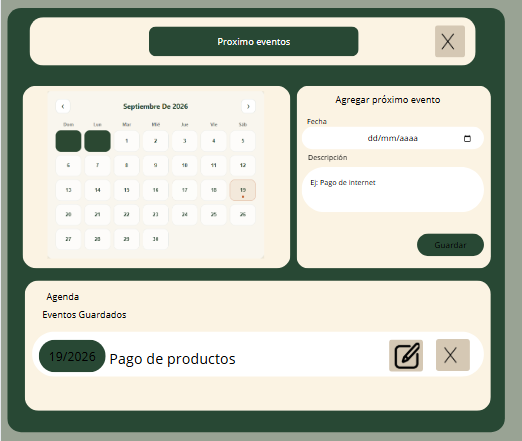 Proximo eventos
X
Septiembre De 2026
Dom Lun Mar Mié Jue Vie Sáb
1 2 3 4 5
6 7 8 9 10 11 12
13 14 15 16 17 18 19
20 21 22 23 24 25 26
27 28 29 30
Agregar próximo evento
Fecha
dd/mm/aaaa
Descripción
Ej: Pago de internet
Guardar
Agenda
Eventos Guardados
19/2026 Pago de productos X